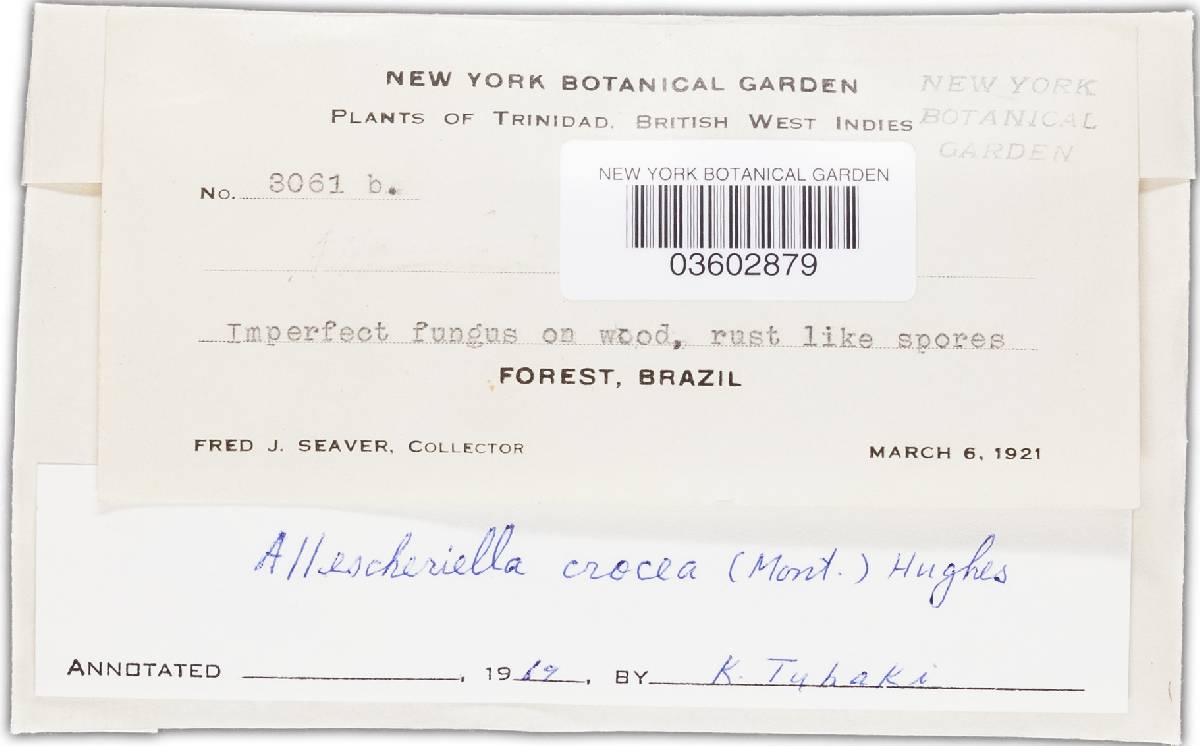 NEW YORK BOTANICAL GARDEN
PLANTS OF TRINIDAD, BRITISH WEST INDIES
NEW YORK
BOTANICAL
GARDEN
No. 3061 b.
NEW YORK BOTANICAL GARDEN
03602879
Imperfect fungus on wood, rust like spores
FOREST, BRAZIL
FRED J. SEAVER, COLLECTOR
MARCH 6, 1921
Allescheriella crocea (Mont.) Hughes
ANNOTATED , 1969, BY K. Tubaki